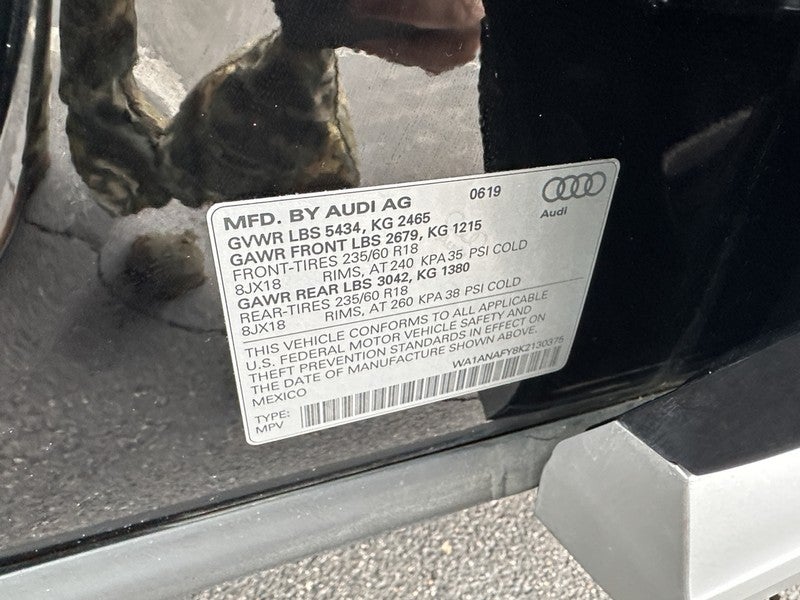 MFD. BY AUDI AG 0619
Audi
GVWR LBS 5434, KG 2465
GAWR FRONT LBS 2679, KG 1215
FRONT-TIRES 235/60 R18
8JX18 RIMS, AT 240 KPA 35 PSI COLD
GAWR REAR LBS 3042, KG 1380
REAR-TIRES 235/60 R18
8JX18 RIMS, AT 260 KPA 38 PSI COLD
THIS VEHICLE CONFORMS TO ALL APPLICABLE
U.S. FEDERAL MOTOR VEHICLE SAFETY AND
THEFT PREVENTION STANDARDS IN EFFECT ON
THE DATE OF MANUFACTURE SHOWN ABOVE.
MEXICO WA1ANAFY8K2130375
TYPE:
MPV